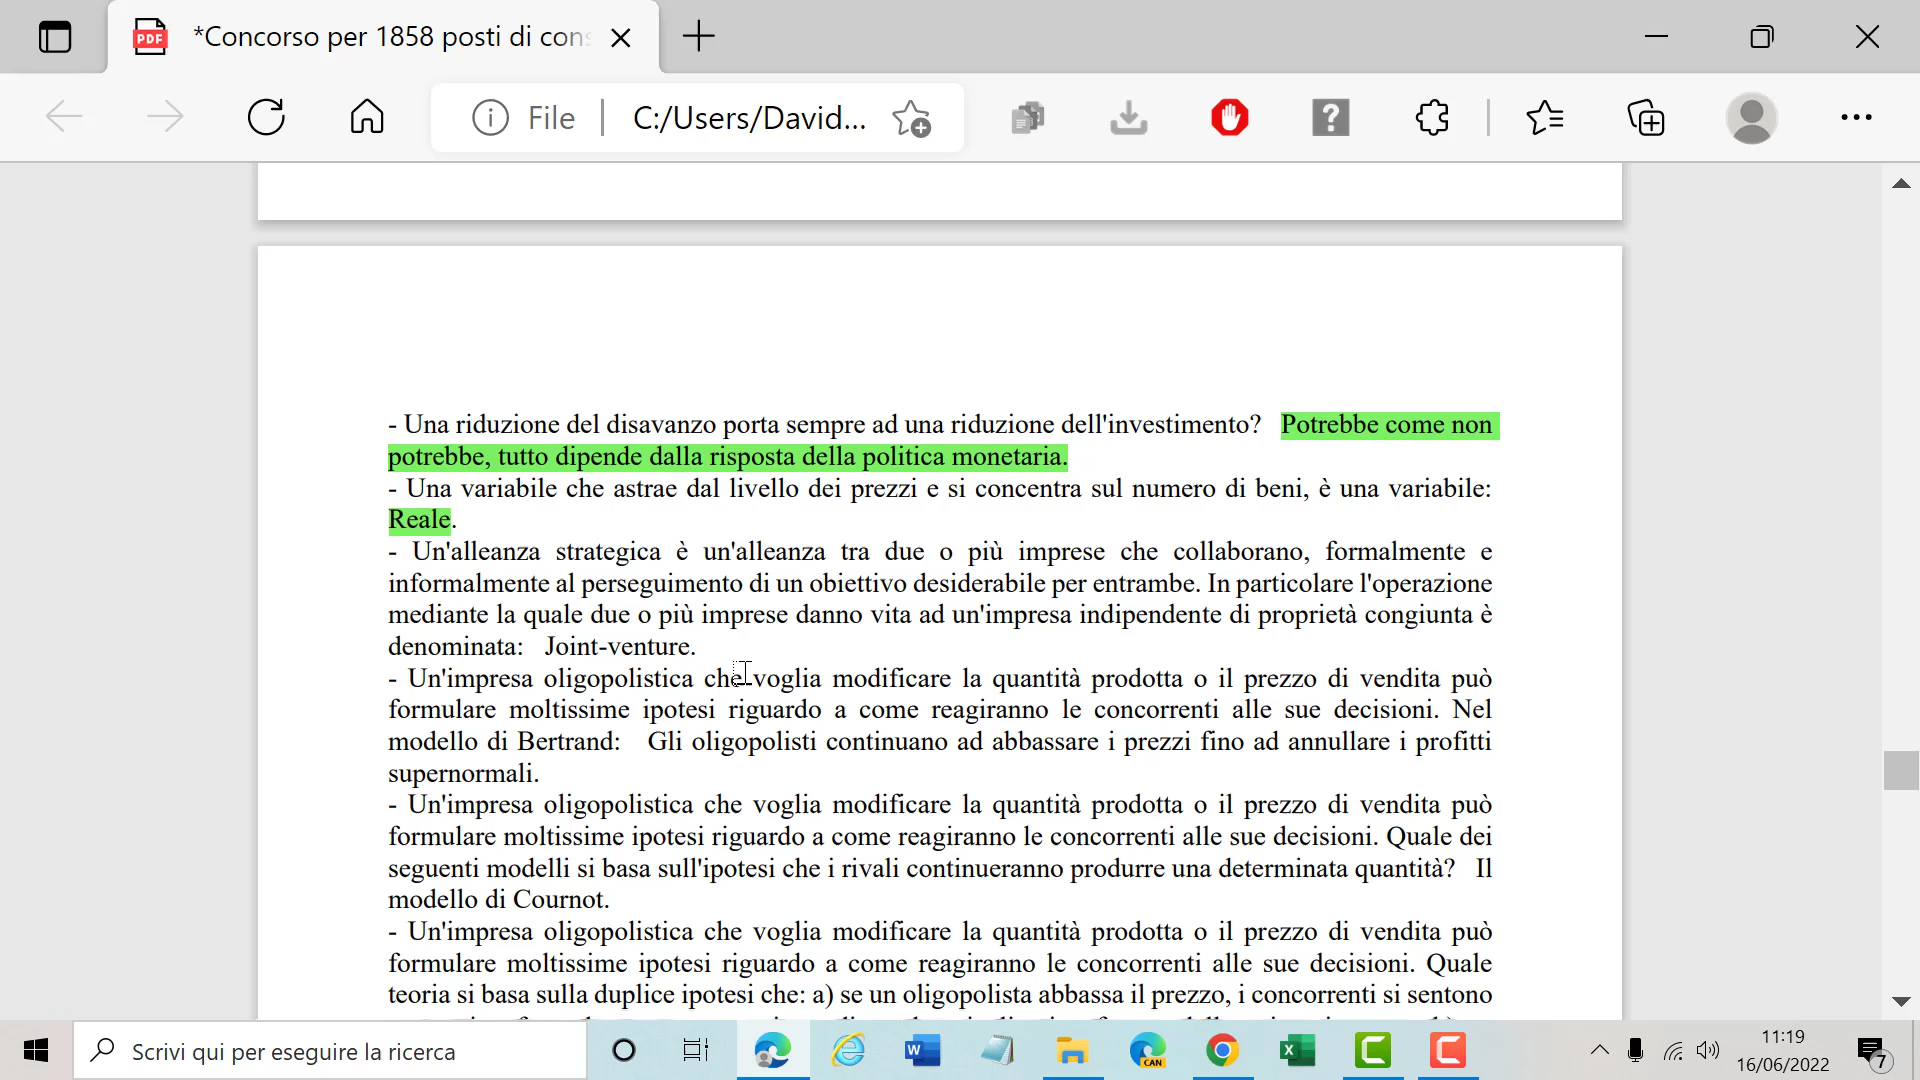 *Concorso per 1858 posti di cons
File
C:/Users/David...
- Una riduzione del disavanzo porta sempre ad una riduzione dell'investimento? Potrebbe come non
potrebbe, tutto dipende dalla risposta della politica monetaria.
- Una variabile che astrae dal livello dei prezzi e si concentra sul numero di beni, è una variabile:
Reale.
- Un'alleanza strategica è un'alleanza tra due o più imprese che collaborano, formalmente e
informalmente al perseguimento di un obiettivo desiderabile per entrambe. In particolare l'operazione
mediante la quale due o più imprese danno vita ad un'impresa indipendente di proprietà congiunta è
denominata: Joint-venture.
- Un'impresa oligopolistica che voglia modificare la quantità prodotta o il prezzo di vendita può
formulare moltissime ipotesi riguardo a come reagiranno le concorrenti alle sue decisioni. Nel
modello di Bertrand: Gli oligopolisti continuano ad abbassare i prezzi fino ad annullare i profitti
supernormali.
- Un'impresa oligopolistica che voglia modificare la quantità prodotta o il prezzo di vendita può
formulare moltissime ipotesi riguardo a come reagiranno le concorrenti alle sue decisioni. Quale dei
seguenti modelli si basa sull'ipotesi che i rivali continueranno produrre una determinata quantità? Il
modello di Cournot.
- Un'impresa oligopolistica che voglia modificare la quantità prodotta o il prezzo di vendita può
formulare moltissime ipotesi riguardo a come reagiranno le concorrenti alle sue decisioni. Quale
teoria si basa sulla duplice ipotesi che: a) se un oligopolista abbassa il prezzo, i concorrenti si sentono
Scrivi qui per eseguire la ricerca
CAN
11:19
16/06/2022
7